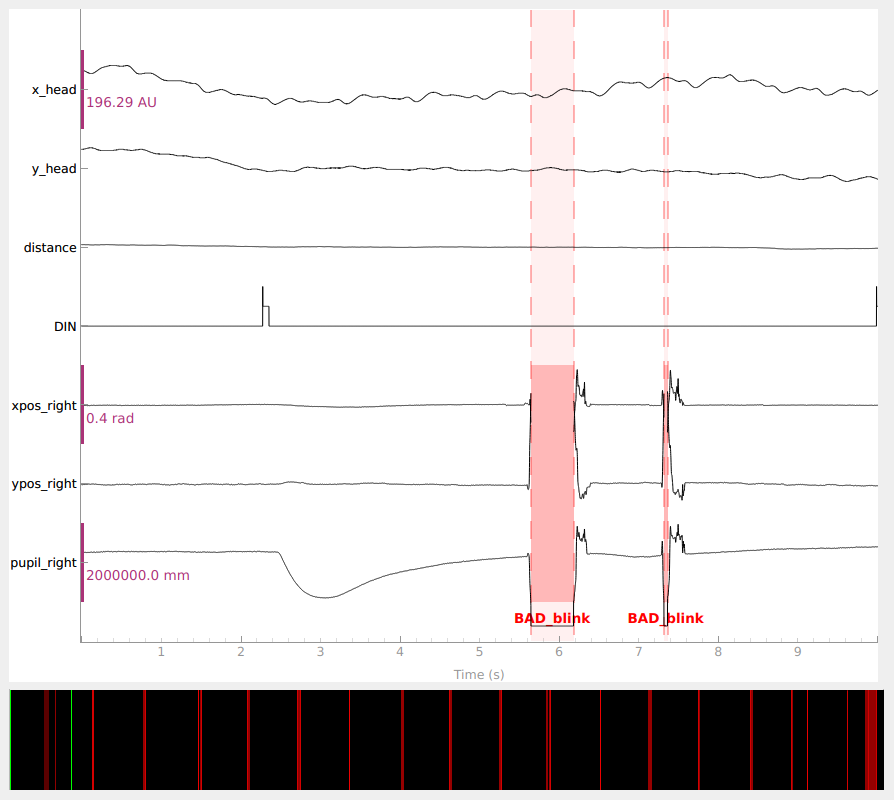 x_head
196.29 AU
y_head
distance
DIN
xpos_right
0.4 rad
ypos_right
pupil_right
2000000.0 mm
BAD_blink BAD_blink
1 2 3 4 5 6 7 8 9
Time (s)